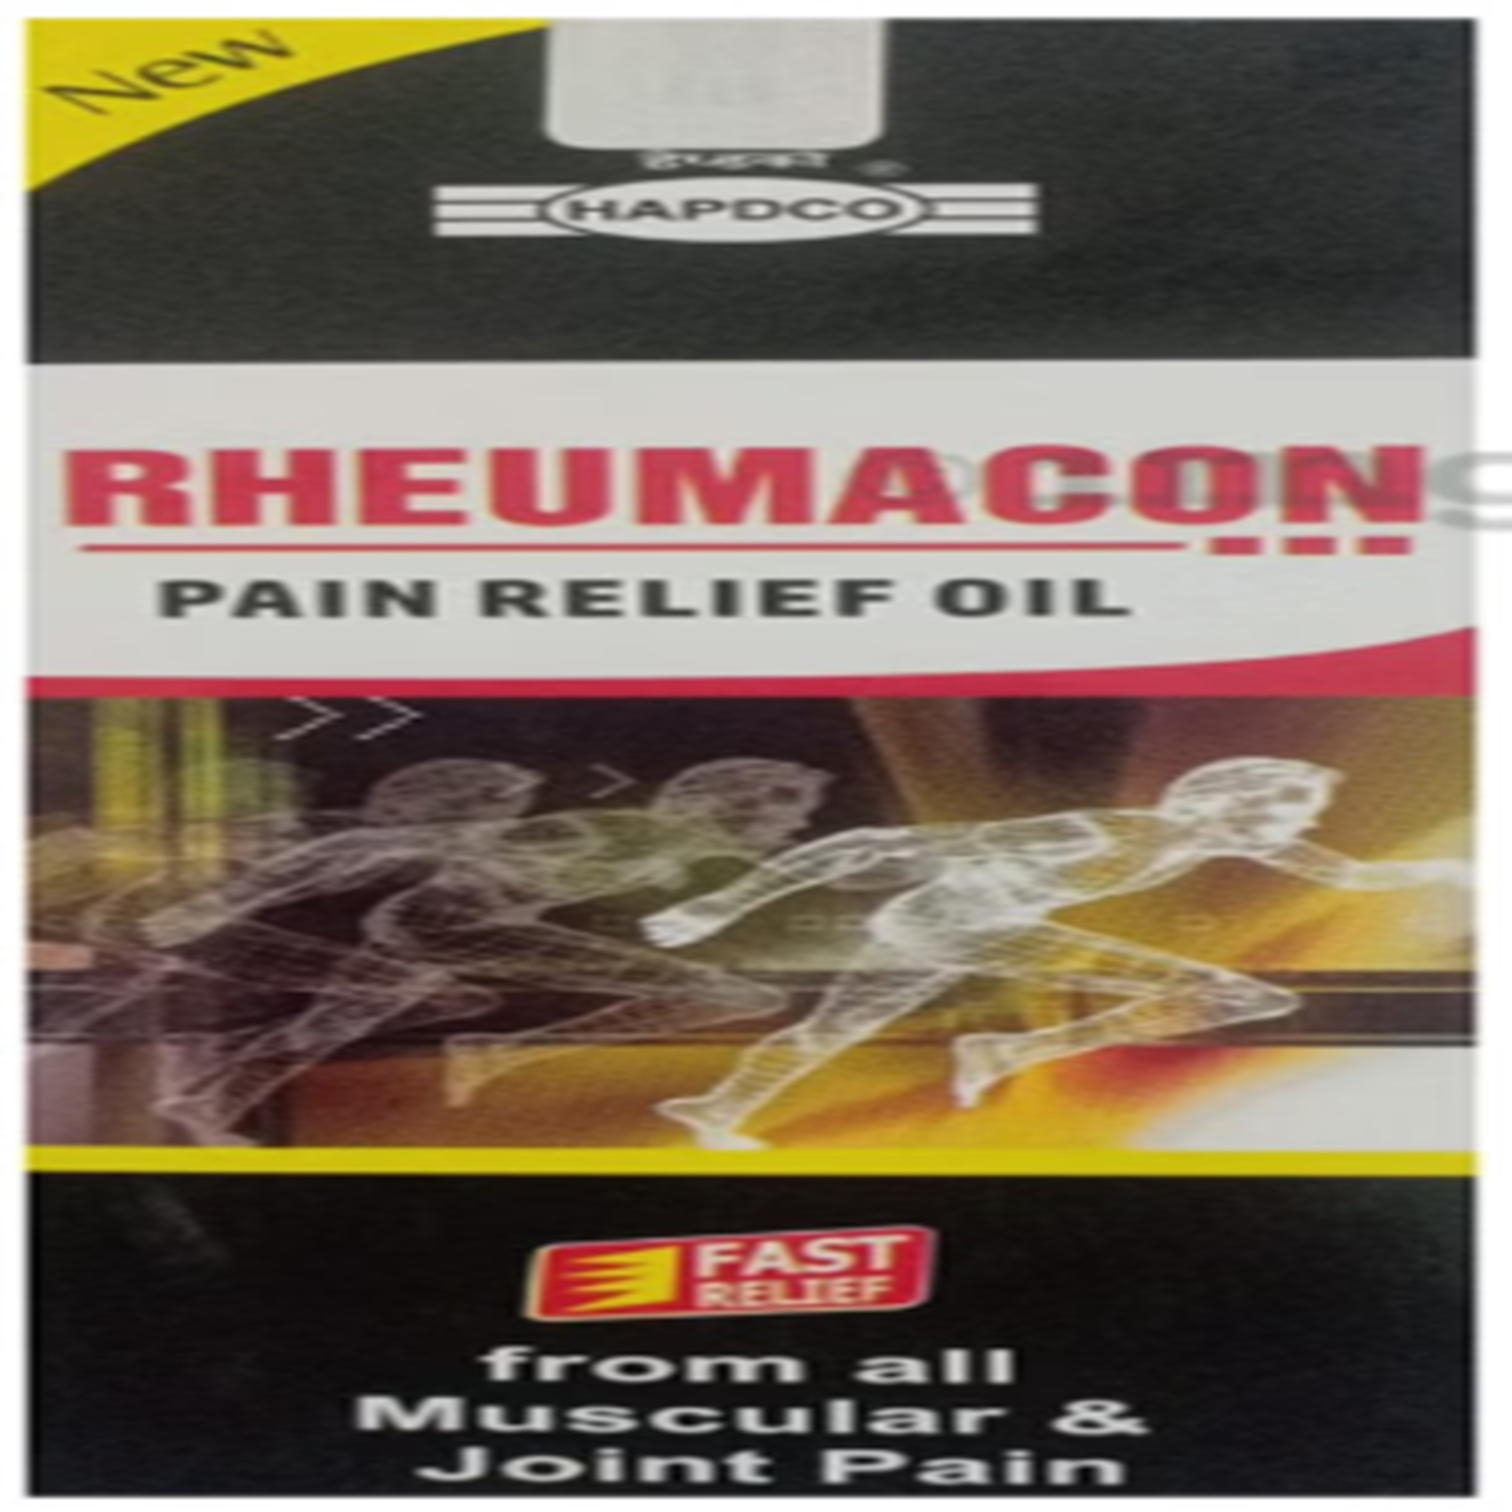 New
HAPDCO
RHEUMACON
PAIN RELIEF OIL
FAST
RELIEF
from all
Muscular &
Joint Pain